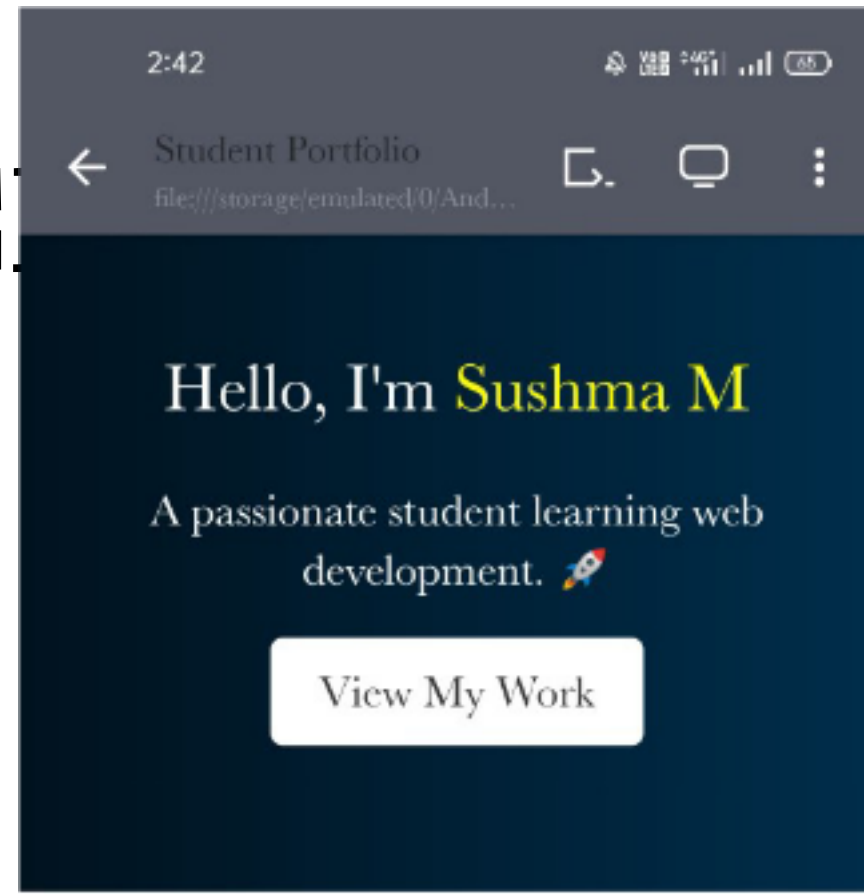 2:42
Student Portfolio
file:///storage/emulated/0/And...
Hello, I'm Sushma M
A passionate student learning web
development. 🚀
View My Work